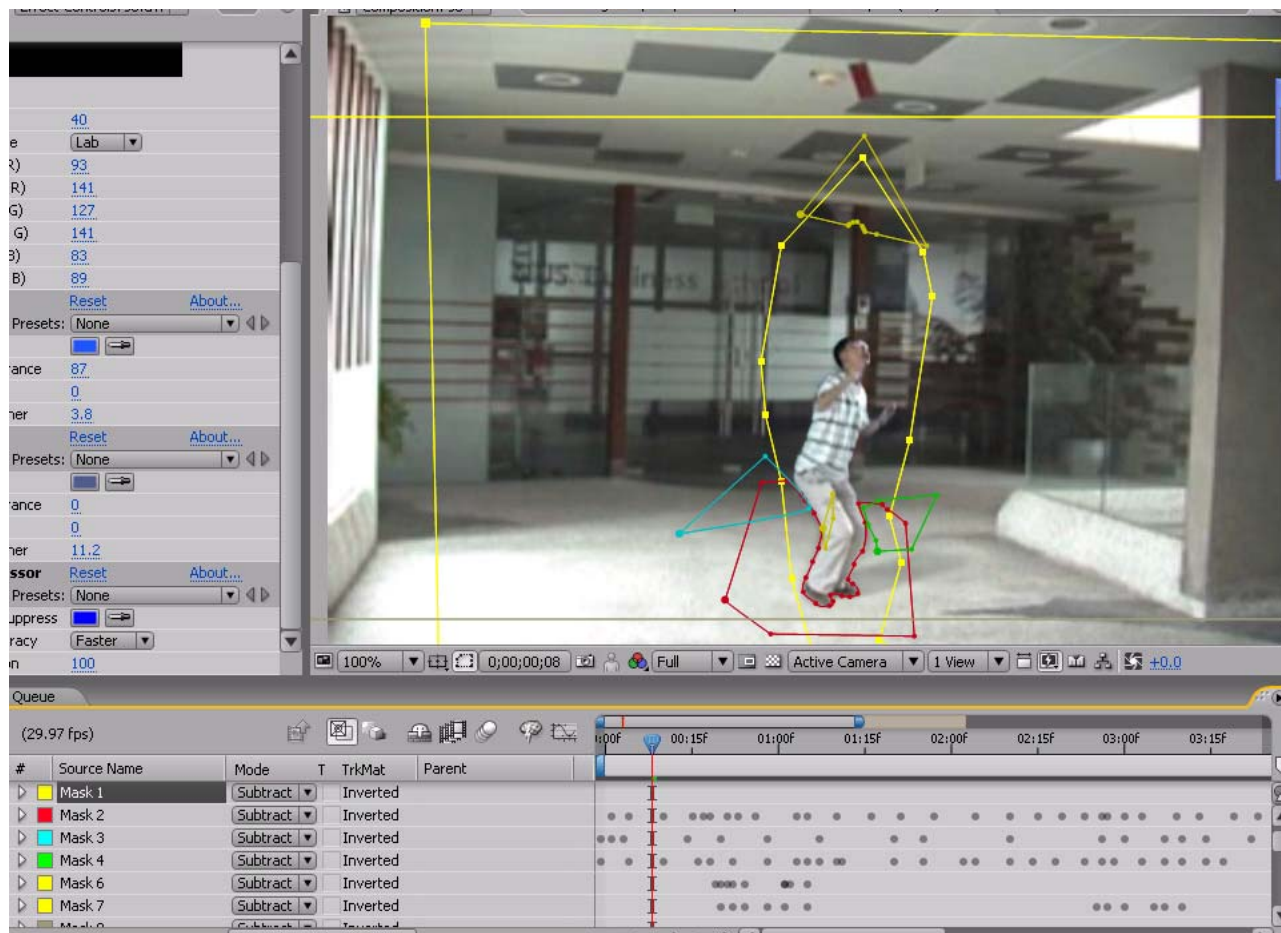 40
Lab
93
R) 141
G) 127
G) 141
83
B) 89
Reset About...
Presets: None
87
0
3.8
Reset About...
Presets: None
0
0
11.2
Reset About...
Presets: None
uppress
racy Faster
100
Business
100% 0;00;00;08 Full Active Camera 1 View +0.0
Queue
(29.97 fps)
00:15F 01:00F 01:15F 02:00F 02:15F 03:00F 03:15F
# Source Name Mode T TrkMat Parent
Mask 1 Subtract Inverted
Mask 2 Subtract Inverted
Mask 3 Subtract Inverted
Mask 4 Subtract Inverted
Mask 6 Subtract Inverted
Mask 7 Subtract Inverted